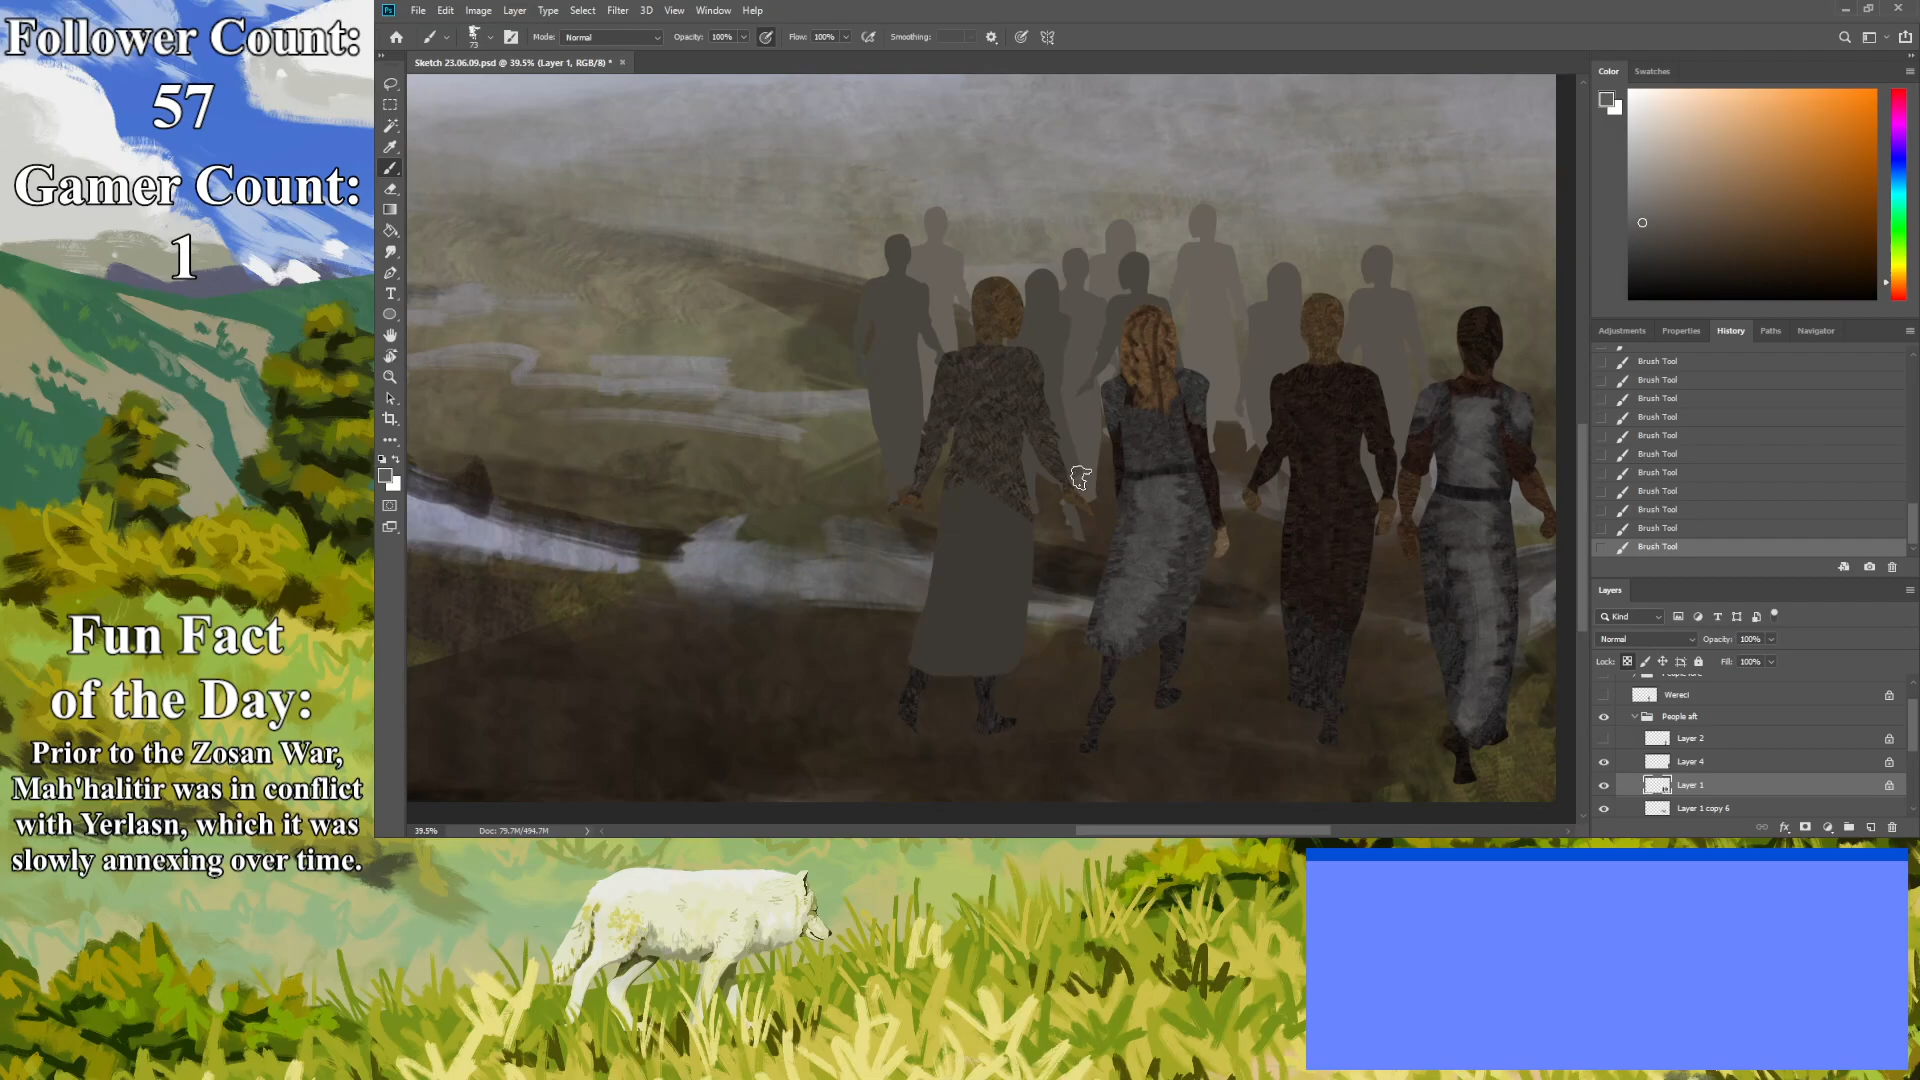 Follower Count:
57
Gamer Count:
1
Fun Fact
of the Day:
Prior to the Zosan War,
Mah'halitir was in conflict
with Yerlasn, which it was
slowly annexing over time.
Ps File Edit Image Layer Type Select Filter 3D View Window Help
73 Mode: Normal Opacity: 100% Flow: 100% Smoothing:
Sketch 23.06.09.psd @ 39.5% (Layer 1, RGB/8) *
Color Swatches
Adjustments Properties History Paths Navigator
Brush Tool
Brush Tool
Brush Tool
Brush Tool
Brush Tool
Brush Tool
Brush Tool
Brush Tool
Brush Tool
Brush Tool
Brush Tool
Layers
Kind
Normal Opacity: 100%
Lock: Fill: 100%
Wereci
People aft
Layer 2
Layer 4
Layer 1
Layer 1 copy 6
39.5% Doc: 79.7M/494.7M